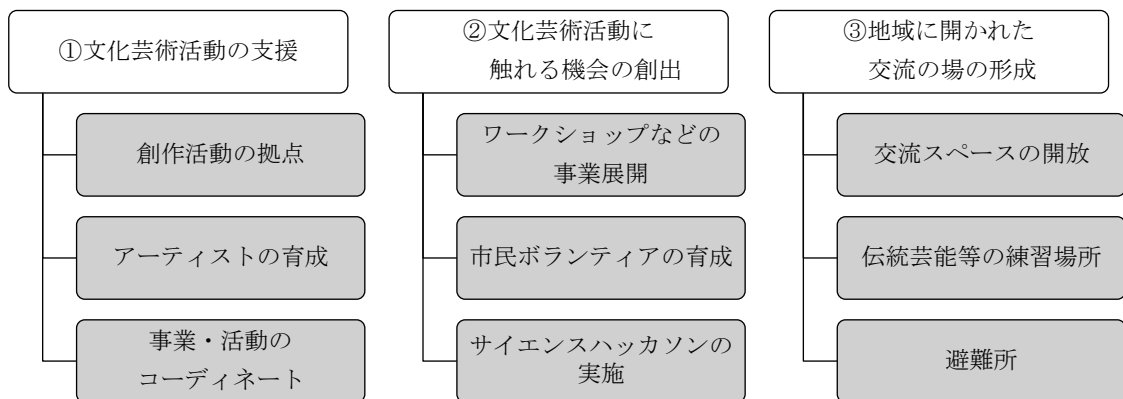 ①文化芸術活動の支援
創作活動の拠点
アーティストの育成
事業・活動の
コーディネート
②文化芸術活動に
触れる機会の創出
ワークショップなどの
事業展開
市民ボランティアの育成
サイエンスハッカソンの
実施
③地域に開かれた
交流の場の形成
交流スペースの開放
伝統芸能等の練習場所
避難所